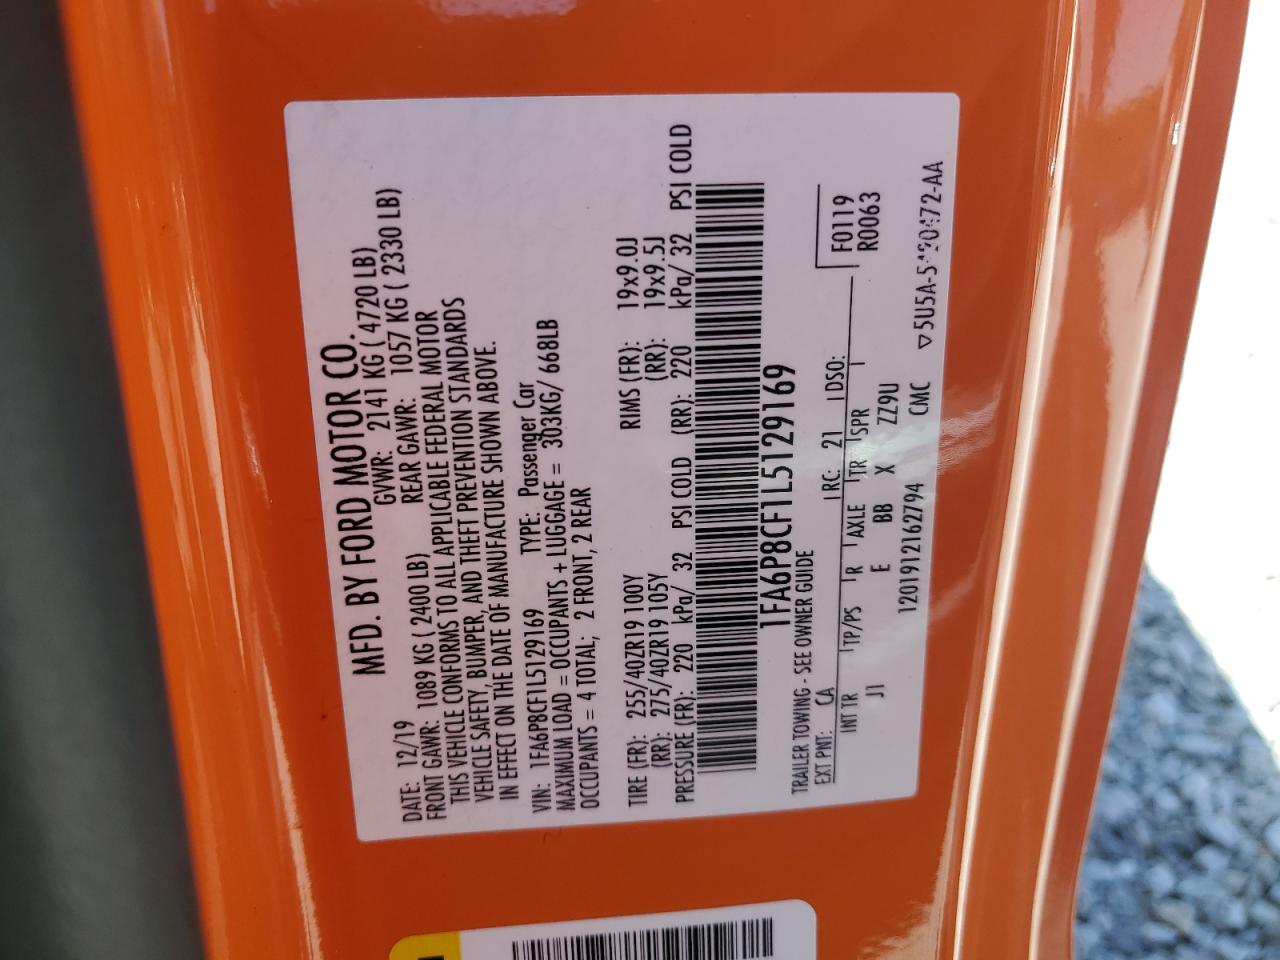 MFD. BY FORD MOTOR CO.
DATE: 12/19 GVWR: 2141 KG ( 4720 LB)
FRONT GAWR: 1089 KG ( 2400 LB) REAR GAWR: 1057 KG ( 2330 LB)
THIS VEHICLE CONFORMS TO ALL APPLICABLE FEDERAL MOTOR
VEHICLE SAFETY, BUMPER, AND THEFT PREVENTION STANDARDS
IN EFFECT ON THE DATE OF MANUFACTURE SHOWN ABOVE.
VIN: 1FA6P8CF1L5129169 TYPE: Passenger Car
MAXIMUM LOAD = OCCUPANTS + LUGGAGE = 303KG/ 668LB
OCCUPANTS = 4 TOTAL; 2 FRONT, 2 REAR
TIRE (FR): 255/40ZR19 100Y RIMS (FR): 19x9.0J
(RR): 275/40ZR19 105Y (RR): 19x9.5J
PRESSURE (FR): 220 kPa/ 32 PSI COLD (RR): 220 kPa/ 32 PSI COLD
1FA6P8CF1L5129169
TRAILER TOWING - SEE OWNER GUIDE
EXT PNT: CA RC: 21 DSO:
F0119
R0063
INT TR TP/PS R AXLE TR SPR
J1 E BB X ZZ9U
1201912162794 CMC